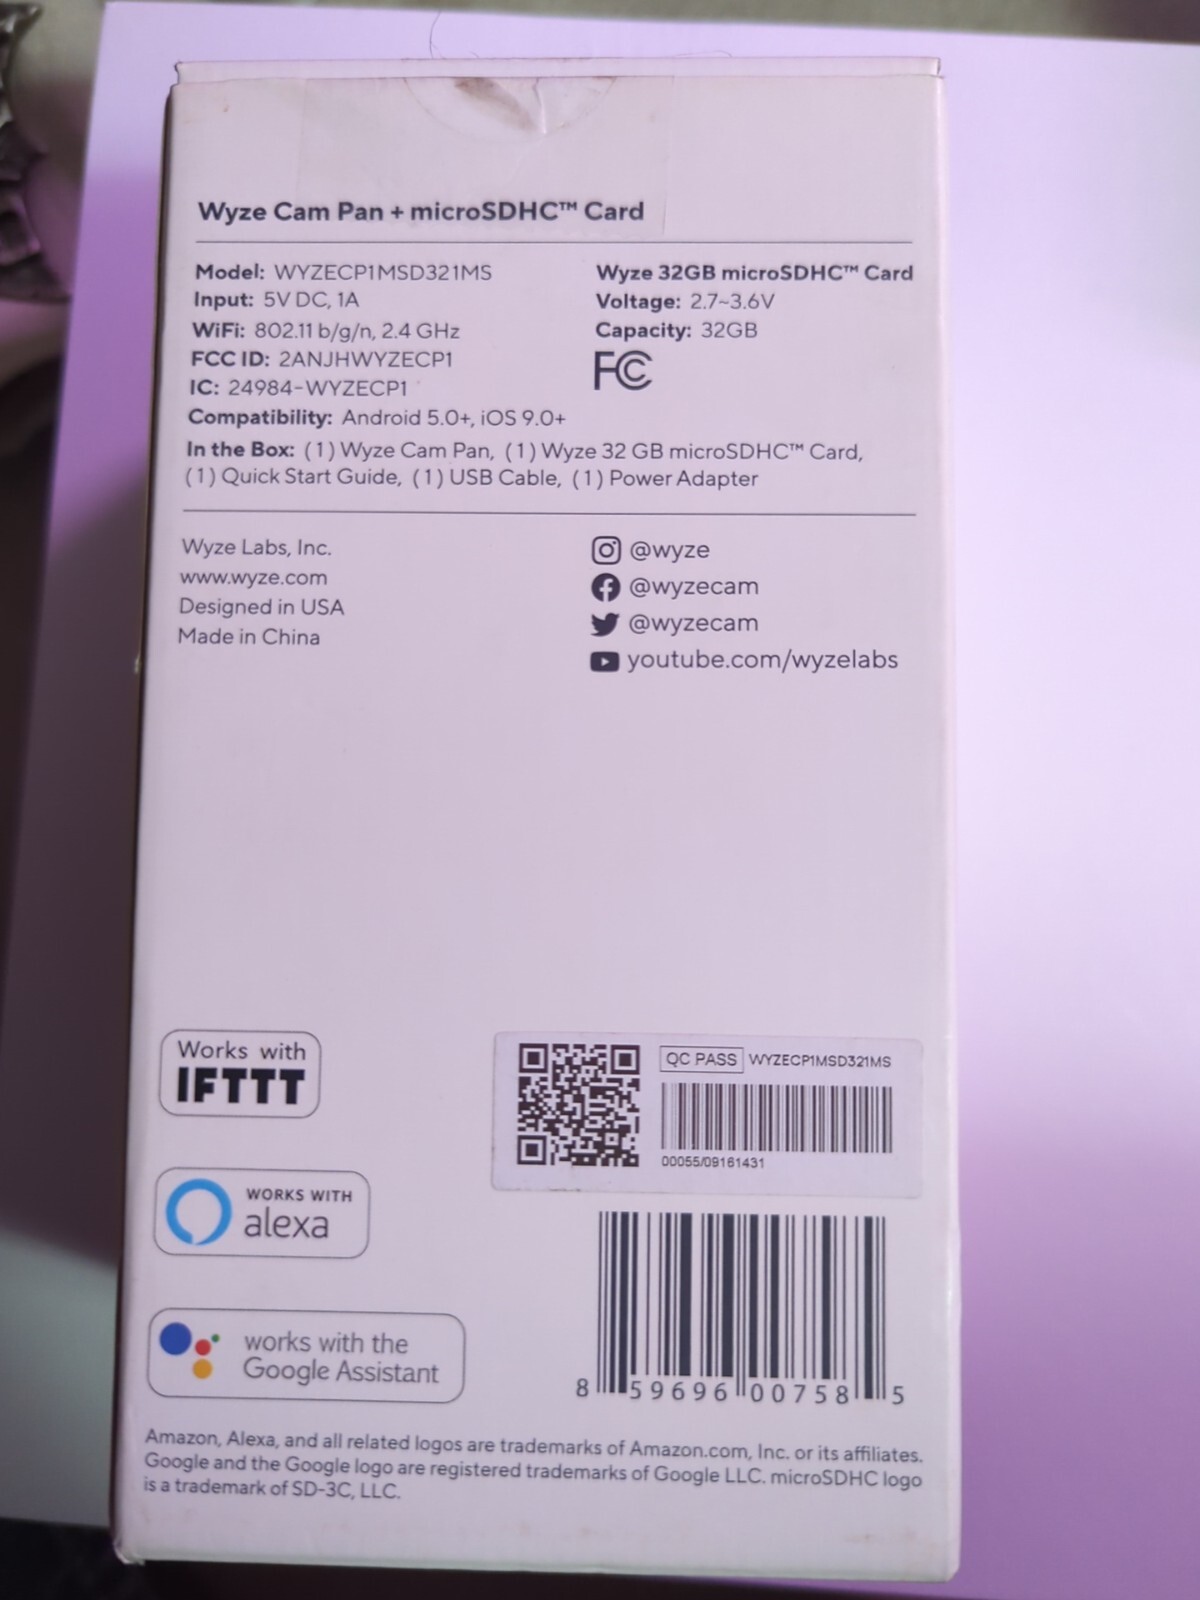 Wyze Cam Pan + microSDHC™ Card
Model: WYZECP1MSD321MS
Input: 5V DC, 1A
WiFi: 802.11 b/g/n, 2.4 GHz
FCC ID: 2ANJHWYZECP1
IC: 24984-WYZECP1
Compatibility: Android 5.0+, iOS 9.0+
Wyze 32GB microSDHC™ Card
Voltage: 2.7~3.6V
Capacity: 32GB
FC
In the Box: (1) Wyze Cam Pan, (1) Wyze 32 GB microSDHC™ Card,
(1) Quick Start Guide, (1) USB Cable, (1) Power Adapter
Wyze Labs, Inc.
www.wyze.com
Designed in USA
Made in China
@wyze
@wyzecam
@wyzecam
youtube.com/wyzelabs
Works with
IFTTT
WORKS WITH
alexa
works with the
Google Assistant
QC PASS WYZECP1MSD321MS
00055/09161431
8 59696 00758 5
Amazon, Alexa, and all related logos are trademarks of Amazon.com, Inc. or its affiliates.
Google and the Google logo are registered trademarks of Google LLC. microSDHC logo
is a trademark of SD-3C, LLC.